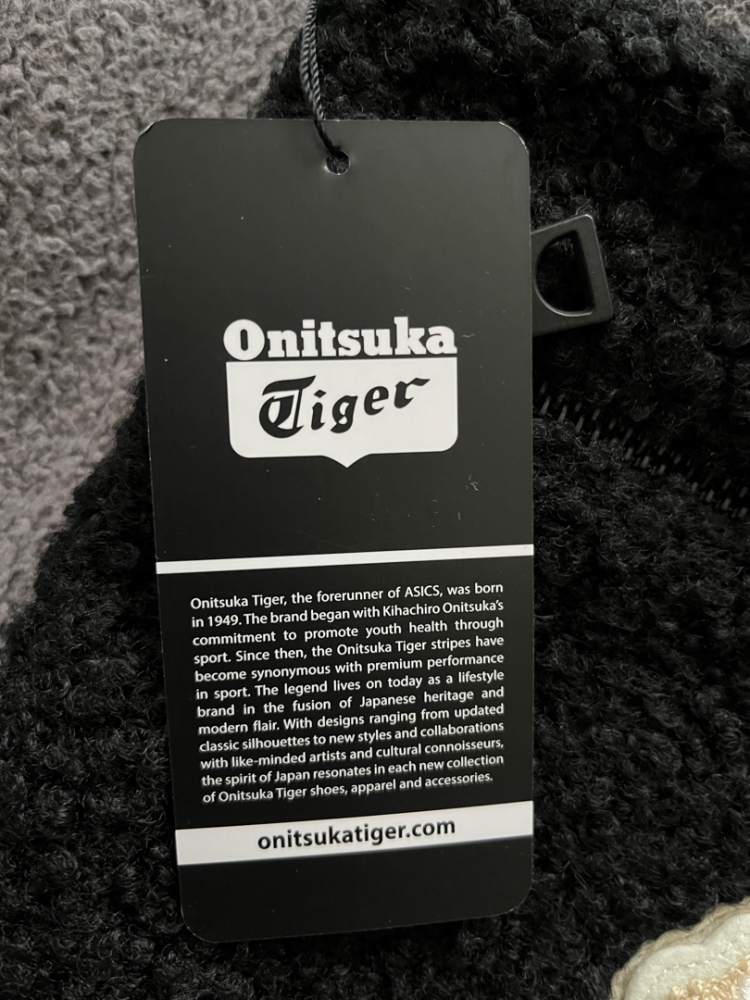 Onitsuka
Tiger
Onitsuka Tiger, the forerunner of ASICS, was born
in 1949. The brand began with Kihachiro Onitsuka's
commitment to promote youth health through
sport. Since then, the Onitsuka Tiger stripes have
become synonymous with premium performance
in sport. The legend lives on today as a lifestyle
brand in the fusion of Japanese heritage and
modern flair. With designs ranging from updated
classic silhouettes to new styles and collaborations
with like-minded artists and cultural connoisseurs,
the spirit of Japan resonates in each new collection
of Onitsuka Tiger shoes, apparel and accessories.
onitsukatiger.com